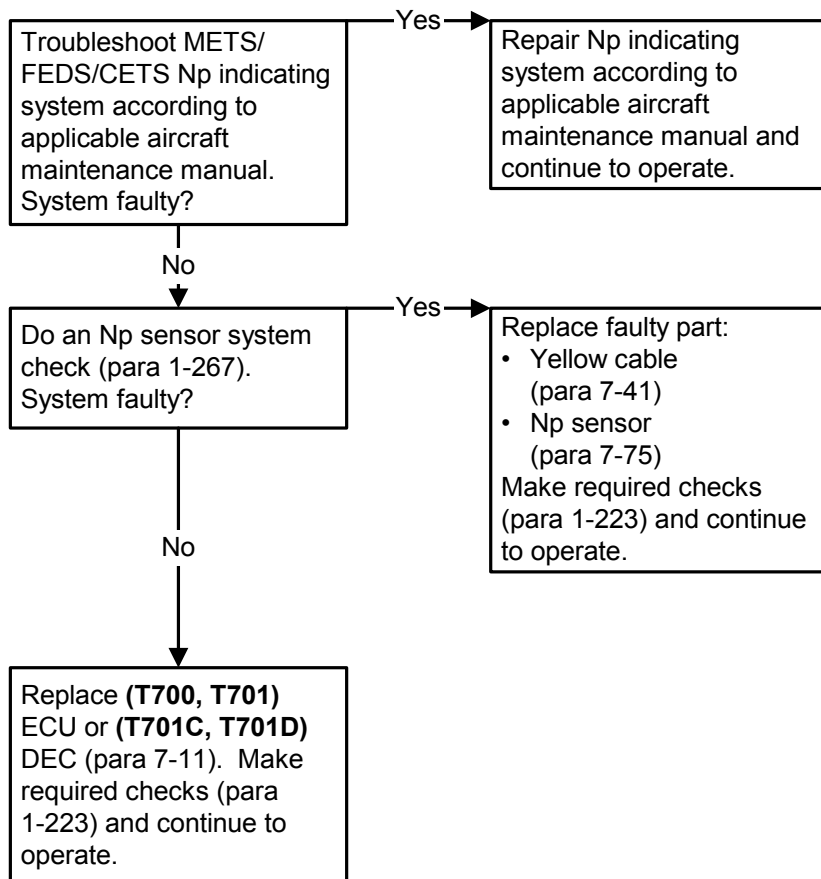 Troubleshoot METS/
FEDS/CETS Np indicating
system according to
applicable aircraft
maintenance manual.
System faulty?
Yes
Repair Np indicating
system according to
applicable aircraft
maintenance manual and
continue to operate.
No
Do an Np sensor system
check (para 1-267).
System faulty?
Yes
Replace faulty part:
• Yellow cable
(para 7-41)
• Np sensor
(para 7-75)
Make required checks
(para 1-223) and continue
to operate.
No
Replace (T700, T701)
ECU or (T701C, T701D)
DEC (para 7-11).  Make
required checks (para
1-223) and continue to
operate.